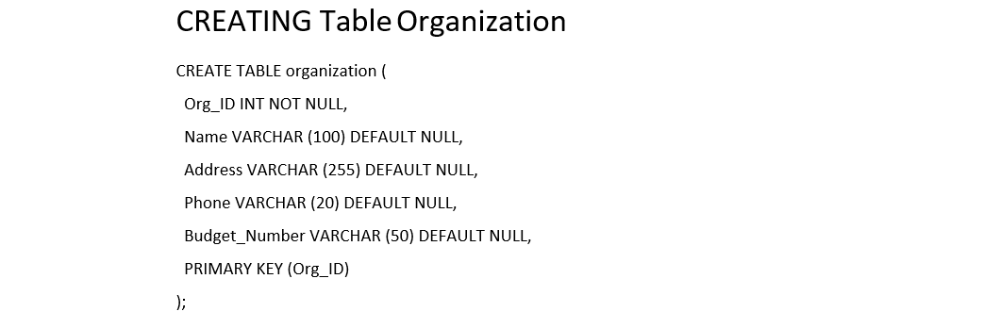 CREATING Table Organization
CREATE TABLE organization (
Org_ID INT NOT NULL,
Name VARCHAR (100) DEFAULT NULL,
Address VARCHAR (255) DEFAULT NULL,
Phone VARCHAR (20) DEFAULT NULL,
Budget_Number VARCHAR (50) DEFAULT NULL,
PRIMARY KEY (Org_ID)
);